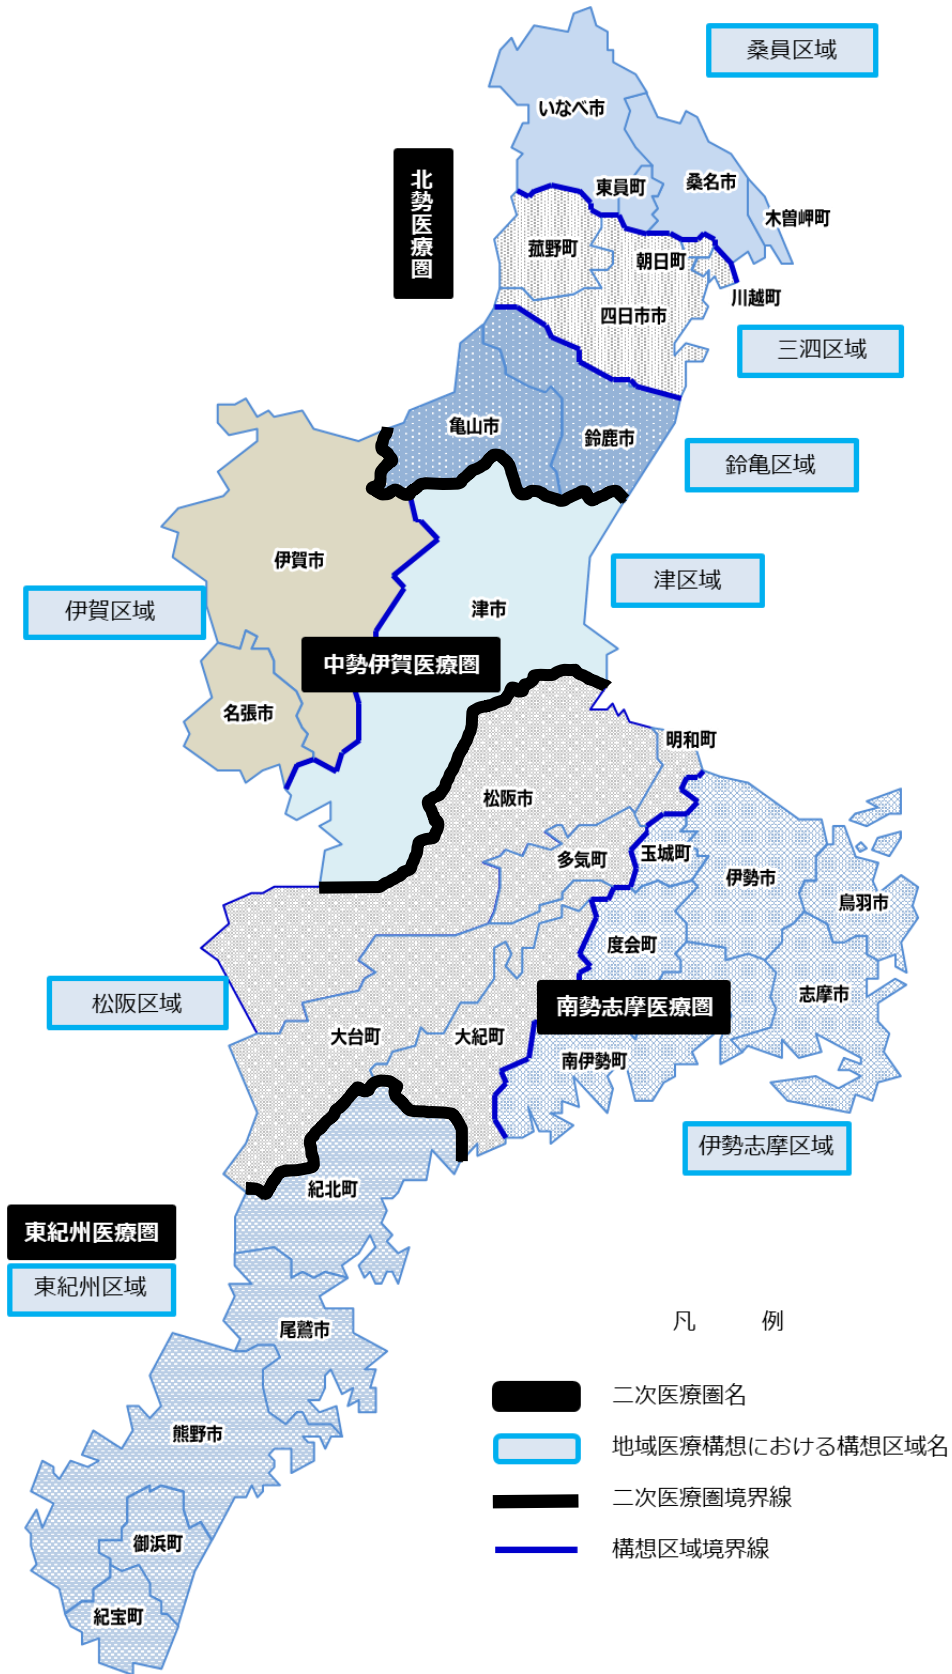 桑員区域
いなべ市
北勢医療圏
東員町
桑名市
木曽岬町
菰野町
朝日町
川越町
四日市市
三泗区域
亀山市
鈴鹿市
鈴亀区域
伊賀市
津区域
伊賀区域
津市
中勢伊賀医療圏
名張市
明和町
松阪市
多気町
玉城町
伊勢市
鳥羽市
度会町
松阪区域
南勢志摩医療圏
志摩市
大台町
大紀町
南伊勢町
伊勢志摩区域
紀北町
東紀州医療圏
東紀州区域
尾鷲市
熊野市
御浜町
紀宝町
凡 例
二次医療圏名
地域医療構想における構想区域名
二次医療圏境界線
構想区域境界線